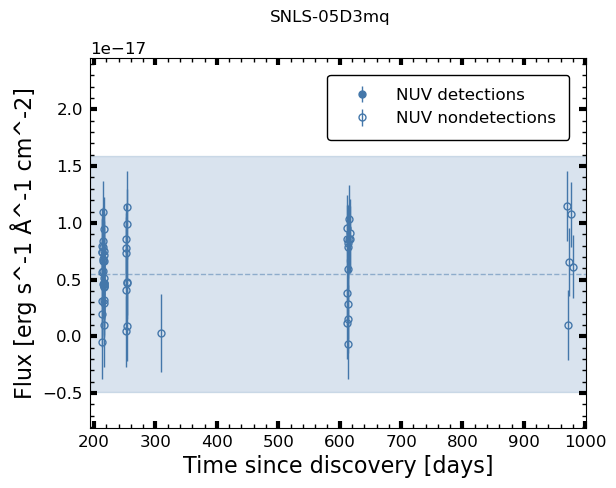 SNLS-05D3mq
1e−17
NUV detections
NUV nondetections
Flux [erg s^-1 Å^-1 cm^-2]
2.0
1.5
1.0
0.5
0.0
−0.5
200 300 400 500 600 700 800 900 1000
Time since discovery [days]